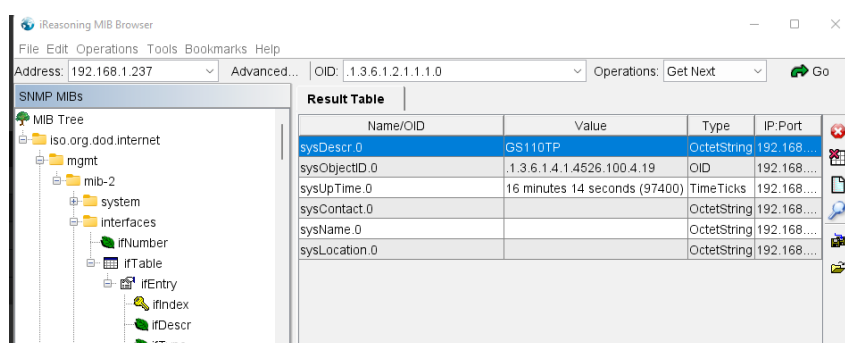 iReasoning MIB Browser
File Edit Operations Tools Bookmarks Help
Address: 192.168.1.237 Advanced... OID: .1.3.6.1.2.1.1.1.0 Operations: Get Next Go
SNMP MIBs
MIB Tree
iso.org.dod.internet
mgmt
mib-2
system
interfaces
ifNumber
ifTable
ifEntry
ifIndex
ifDescr
Result Table
Name/OID Value Type IP:Port
sysDescr.0 GS110TP OctetString 192.168....
sysObjectID.0 .1.3.6.1.4.1.4526.100.4.19 OID 192.168....
sysUpTime.0 16 minutes 14 seconds (97400) TimeTicks 192.168....
sysContact.0 OctetString 192.168....
sysName.0 OctetString 192.168....
sysLocation.0 OctetString 192.168....